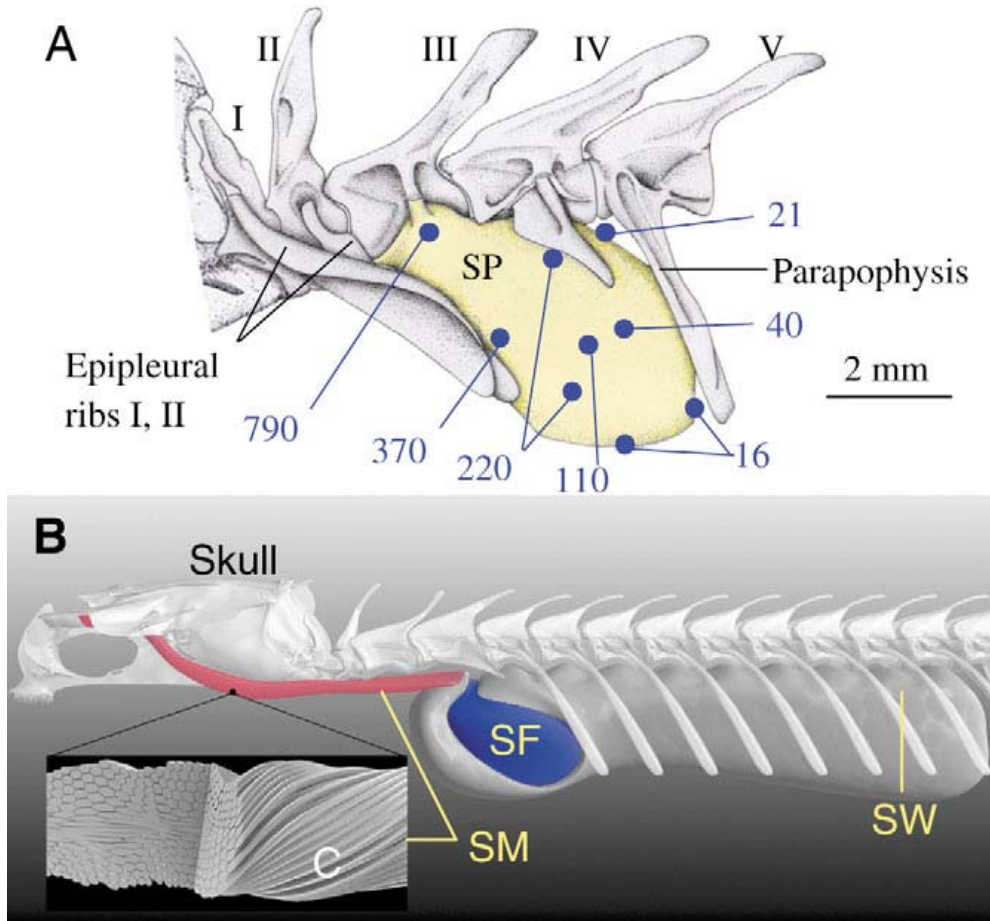 A
I
II
III
IV
V
SP
21
Parapophysis
40
2 mm
Epipleural
ribs I, II
790
370
220
110
16
B
Skull
SF
SW
SM
C